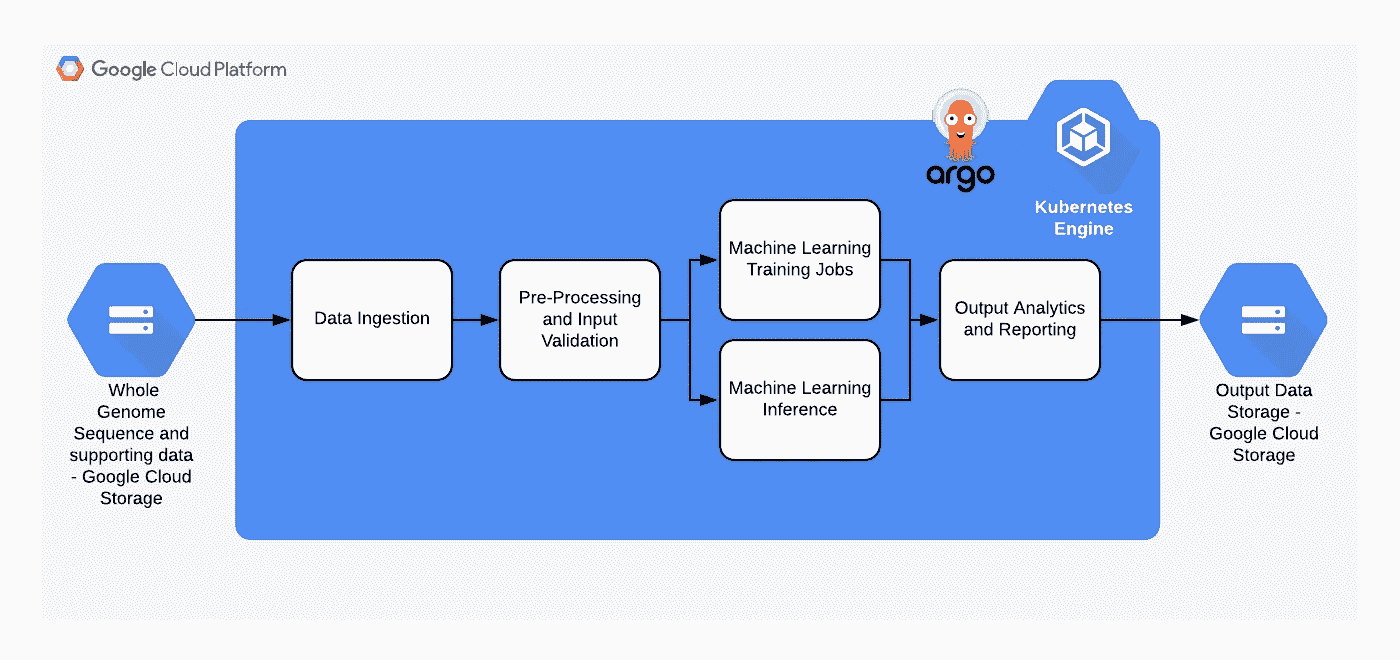 Google Cloud Platform
argo
Kubernetes
Engine
Whole
Genome
Sequence and
supporting data
- Google Cloud
Storage
Data Ingestion
Pre-Processing
and Input
Validation
Machine Learning
Training Jobs
Machine Learning
Inference
Output Analytics
and Reporting
Output Data
Storage -
Google Cloud
Storage